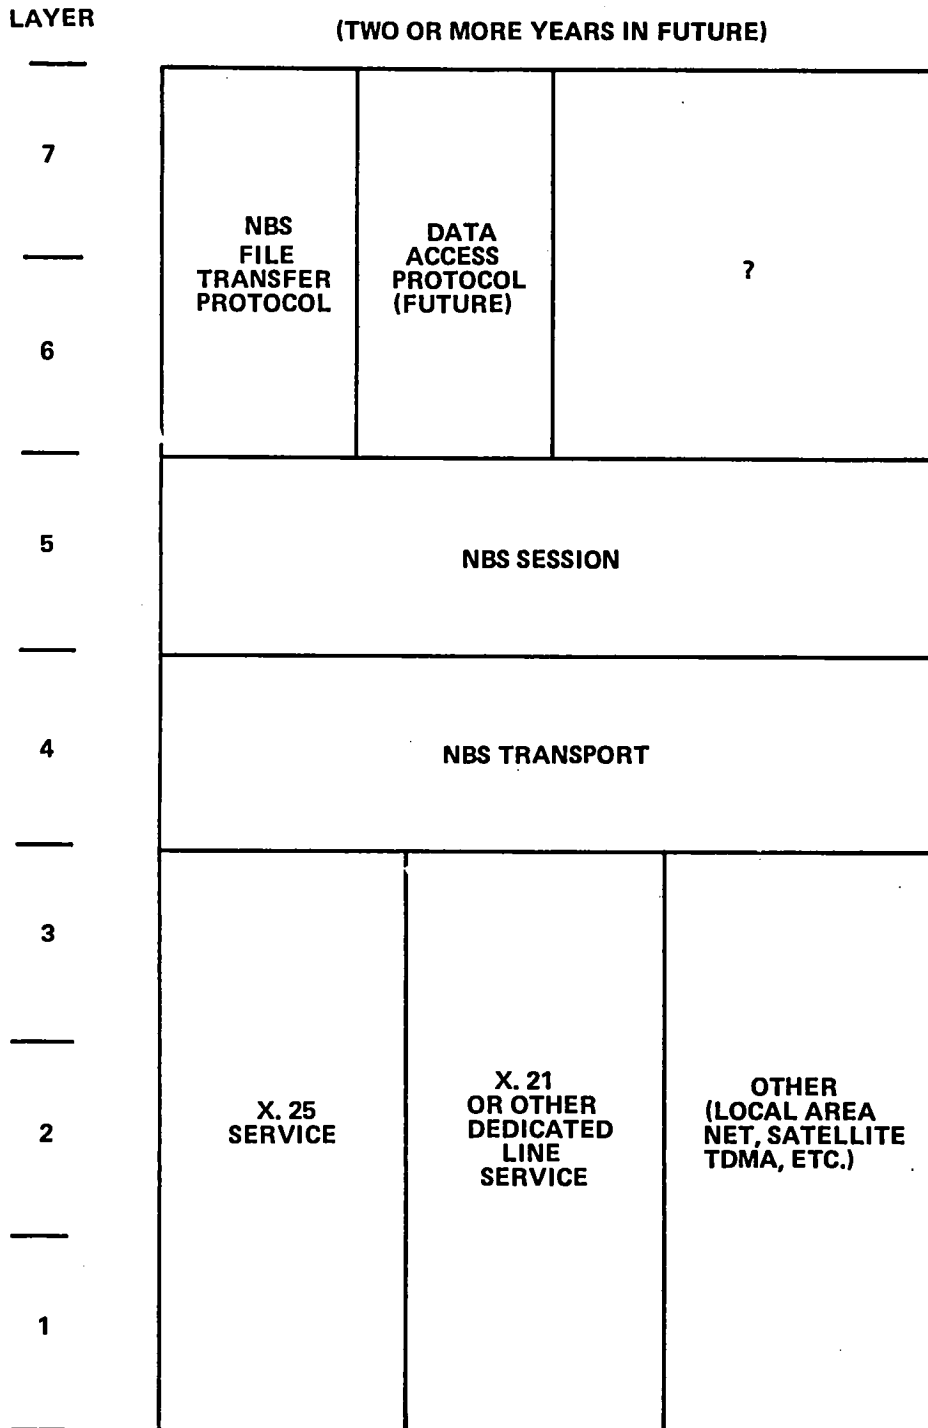 LAYER
(TWO OR MORE YEARS IN FUTURE)
7
NBS
FILE
TRANSFER
PROTOCOL
DATA
ACCESS
PROTOCOL
(FUTURE)
?
6
5
NBS SESSION
4
NBS TRANSPORT
3
2
X. 25
SERVICE
X. 21
OR OTHER
DEDICATED
LINE
SERVICE
OTHER
(LOCAL AREA
NET, SATELLITE
TDMA, ETC.)
1